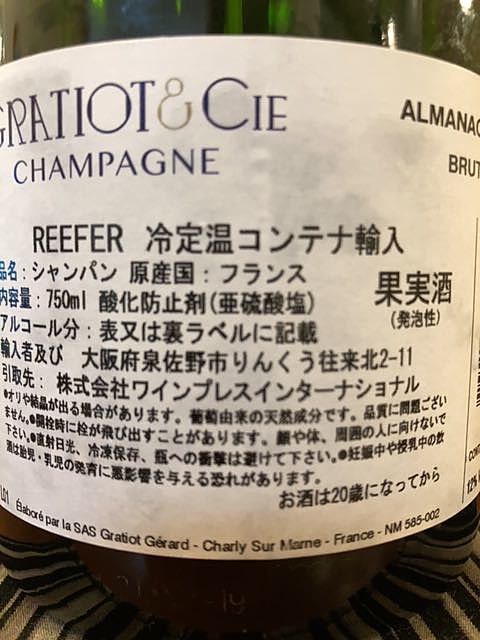 GRATIOT & CIE
CHAMPAGNE
ALMANAC
BRUT
REEFER 冷定温コンテナ輸入
品名：シャンパン 原産国：フランス
内容量：750ml 酸化防止剤(亜硫酸塩)
果実酒
(発泡性)
アルコール分：表又は裏ラベルに記載
輸入者及び 大阪府泉佐野市りんくう往来北2-11
引取先： 株式会社ワインプレスインターナショナル
●オリや結晶が出る場合があります。葡萄由来の天然成分です。品質に問題ござい
ません。●開栓時に栓が飛び出すことがあります。顔や体、周囲の人に向けないで
下さい。●直射日光、冷凍保存、瓶への衝撃は避けて下さい。●妊娠中や授乳中の飲
酒は胎児・乳児の発育に悪影響を与える恐れがあります。
お酒は20歳になってから
L01
Élaboré par la SAS Gratiot Gérard - Charly Sur Marne - France - NM 585-002
12%